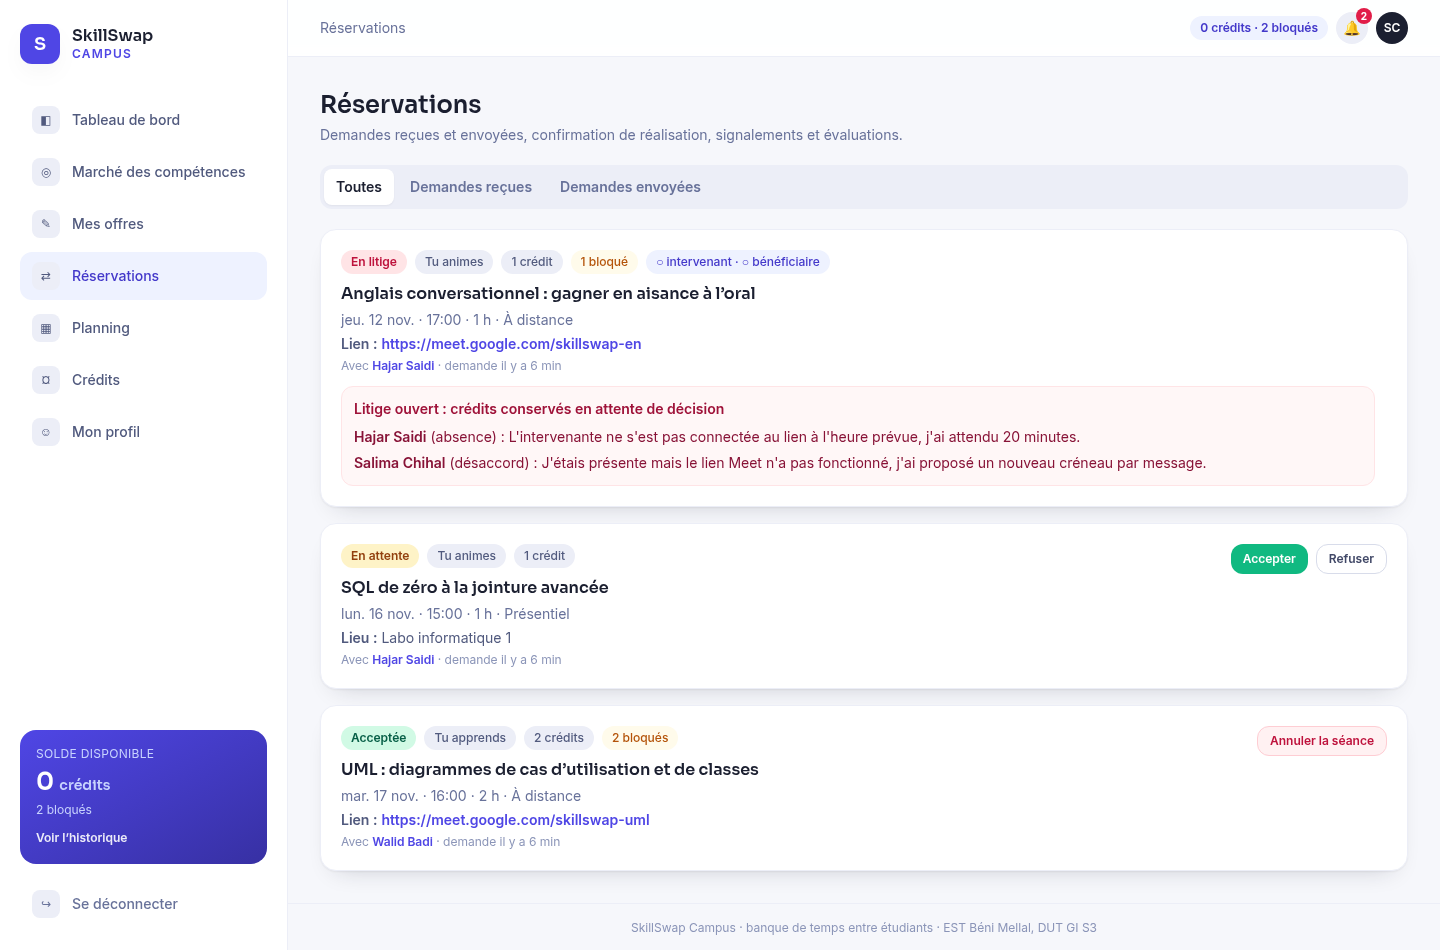 S
SkillSwap
CAMPUS
Tableau de bord
Marché des compétences
Mes offres
Réservations
Planning
Crédits
Mon profil
SOLDE DISPONIBLE
0 crédits
2 bloqués
Voir l’historique
Se déconnecter
Réservations
0 crédits · 2 bloqués
2
SC
Réservations
Demandes reçues et envoyées, confirmation de réalisation, signalements et évaluations.
Toutes Demandes reçues Demandes envoyées
En litige Tu animes 1 crédit 1 bloqué ○ intervenant · ○ bénéficiaire
Anglais conversationnel : gagner en aisance à l’oral
jeu. 12 nov. · 17:00 · 1 h · À distance
Lien : https://meet.google.com/skillswap-en
Avec Hajar Saidi · demande il y a 6 min
Litige ouvert : crédits conservés en attente de décision
Hajar Saidi (absence) : L'intervenante ne s'est pas connectée au lien à l'heure prévue, j'ai attendu 20 minutes.
Salima Chihal (désaccord) : J'étais présente mais le lien Meet n'a pas fonctionné, j'ai proposé un nouveau créneau par message.
En attente Tu animes 1 crédit
Accepter Refuser
SQL de zéro à la jointure avancée
lun. 16 nov. · 15:00 · 1 h · Présentiel
Lieu : Labo informatique 1
Avec Hajar Saidi · demande il y a 6 min
Acceptée Tu apprends 2 crédits 2 bloqués
Annuler la séance
UML : diagrammes de cas d’utilisation et de classes
mar. 17 nov. · 16:00 · 2 h · À distance
Lien : https://meet.google.com/skillswap-uml
Avec Walid Badi · demande il y a 6 min
SkillSwap Campus · banque de temps entre étudiants · EST Béni Mellal, DUT GI S3